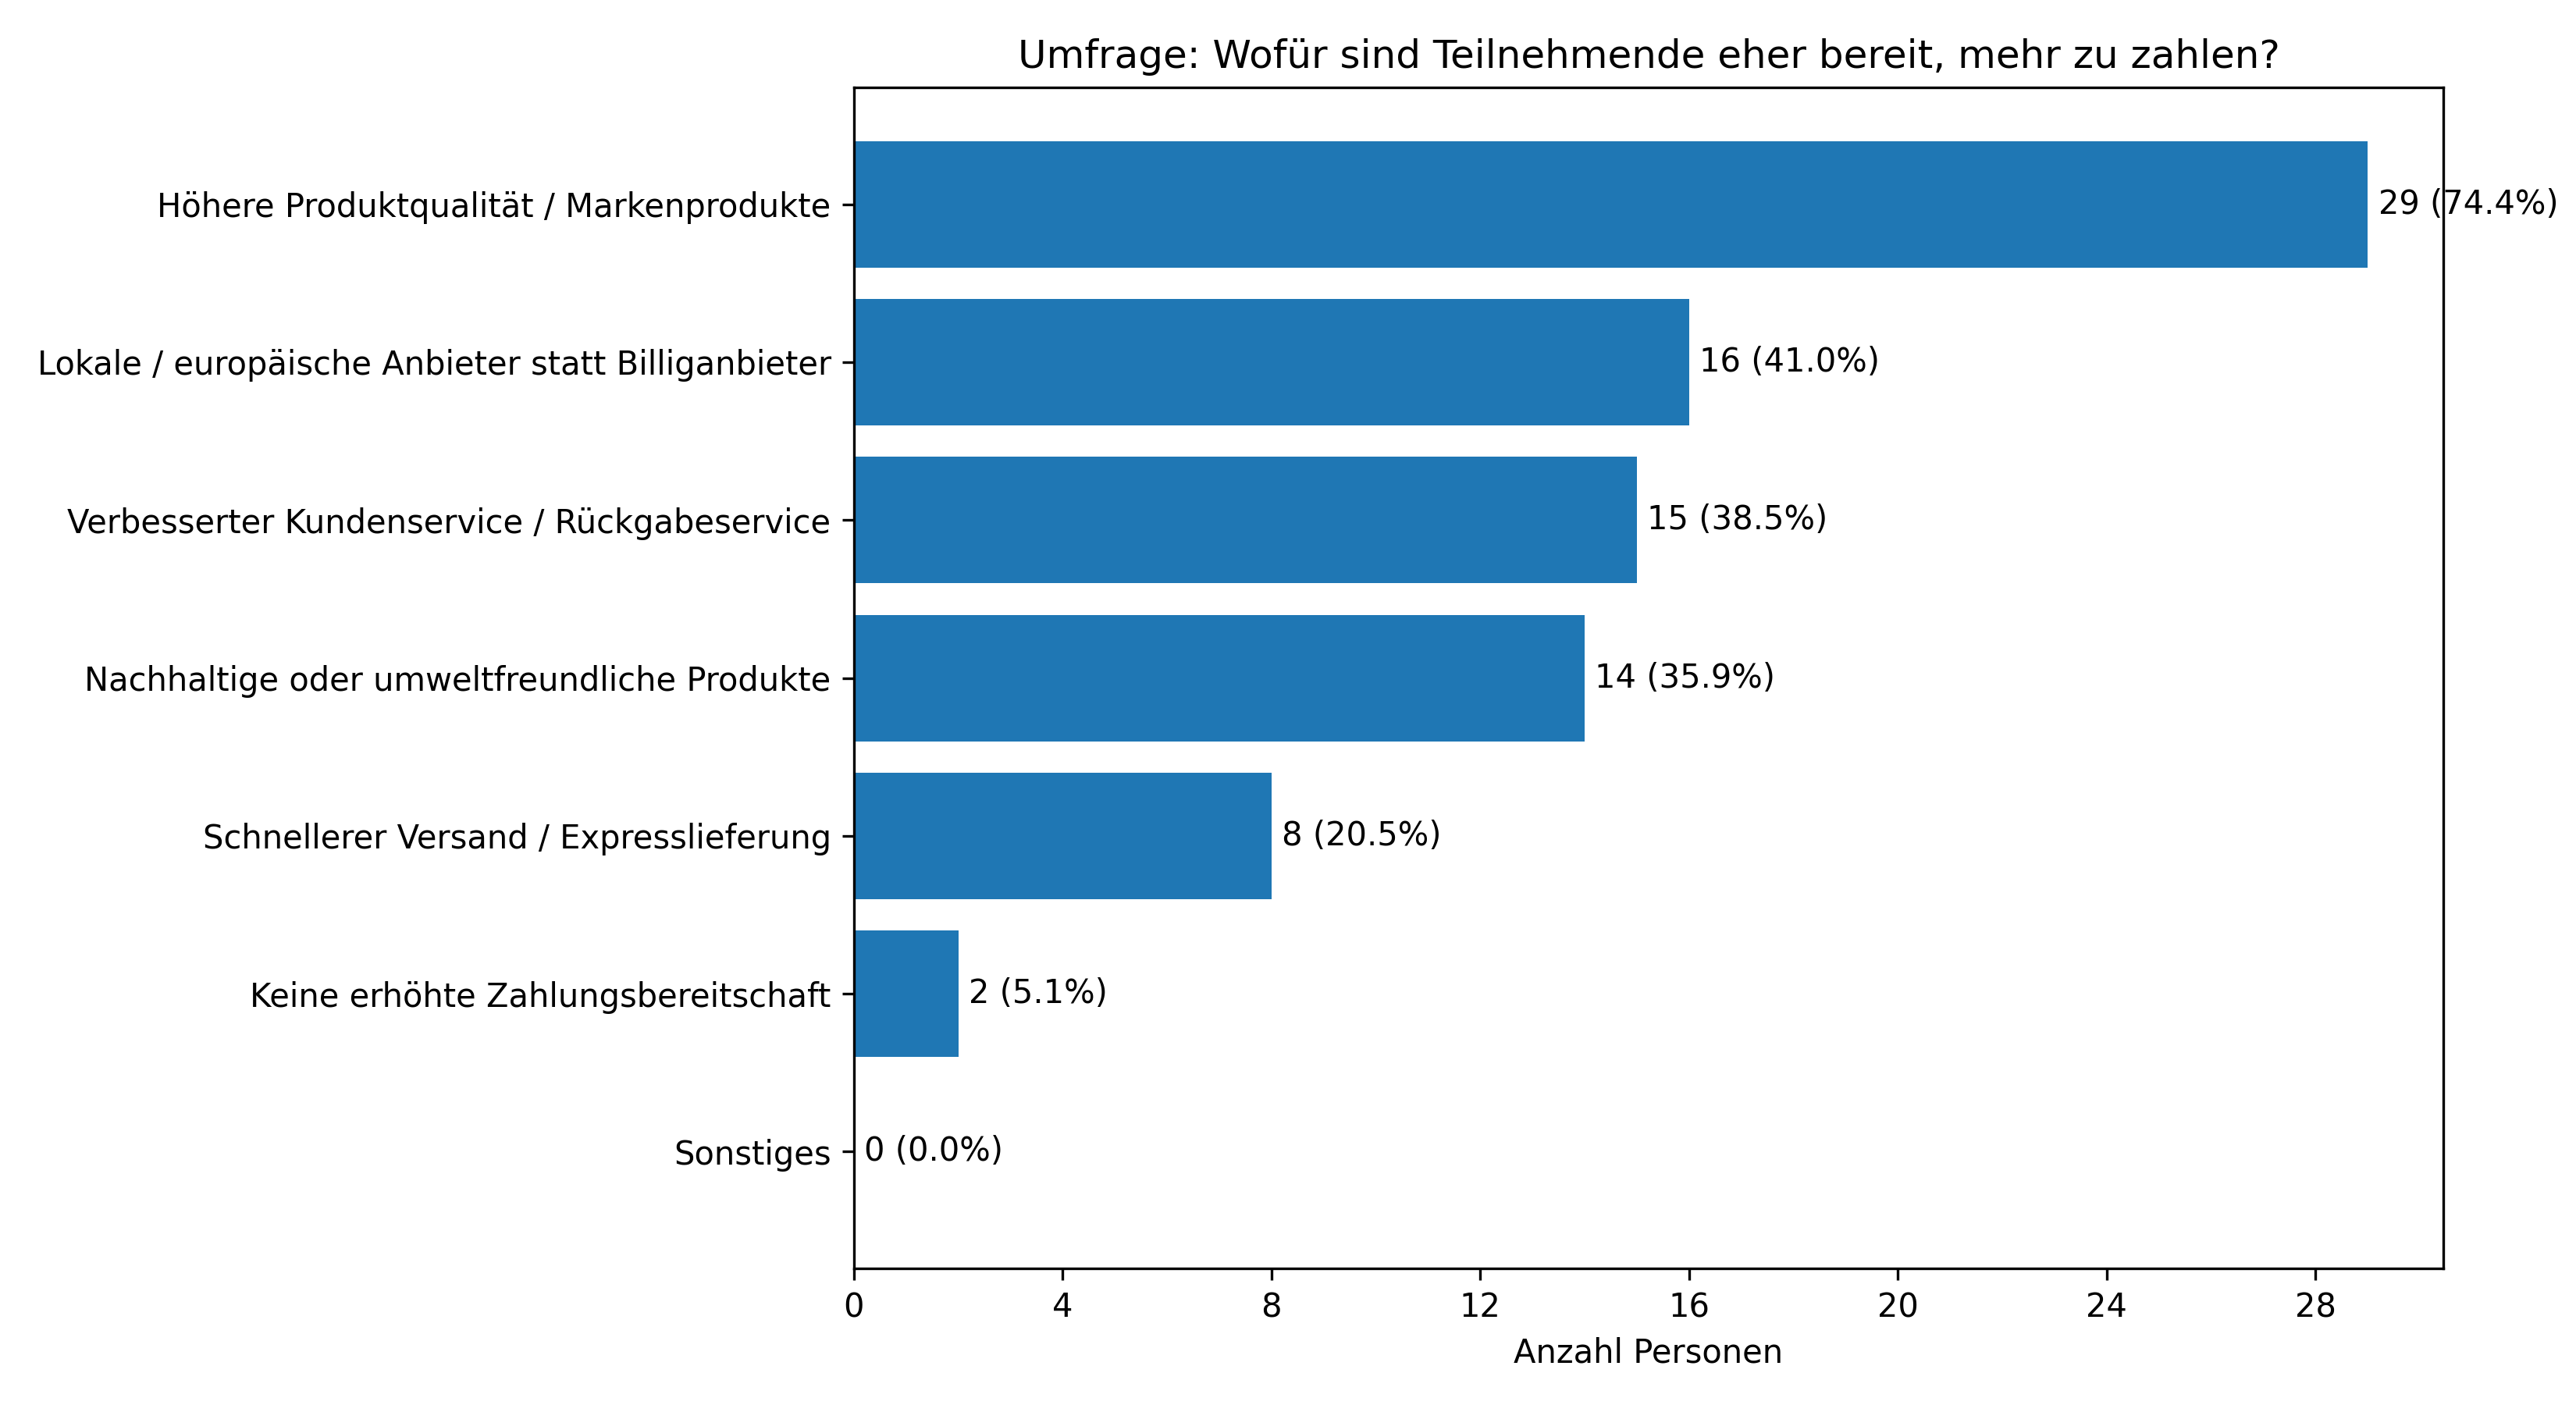 Umfrage: Wofür sind Teilnehmende eher bereit, mehr zu zahlen?
Höhere Produktqualität / Markenprodukte
29 (74.4%)
Lokale / europäische Anbieter statt Billiganbieter
16 (41.0%)
Verbesserter Kundenservice / Rückgabeservice
15 (38.5%)
Nachhaltige oder umweltfreundliche Produkte
14 (35.9%)
Schnellerer Versand / Expresslieferung
8 (20.5%)
Keine erhöhte Zahlungsbereitschaft
2 (5.1%)
Sonstiges
0 (0.0%)
0 4 8 12 16 20 24 28
Anzahl Personen